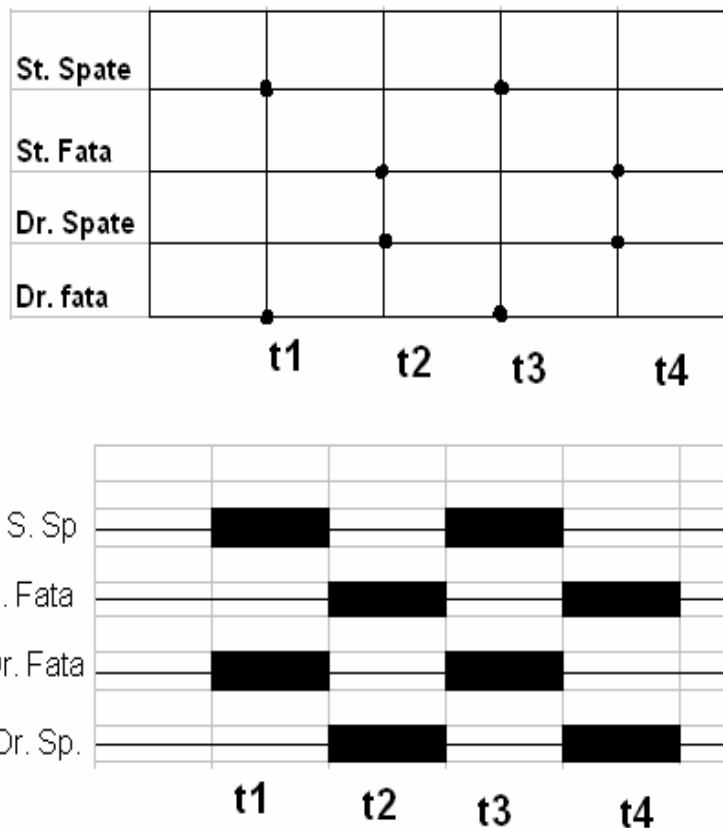 St. Spate
St. Fata
Dr. Spate
Dr. fata
t1 t2 t3 t4
S. Sp
. Fata
Dr. Fata
Dr. Sp.
t1 t2 t3 t4